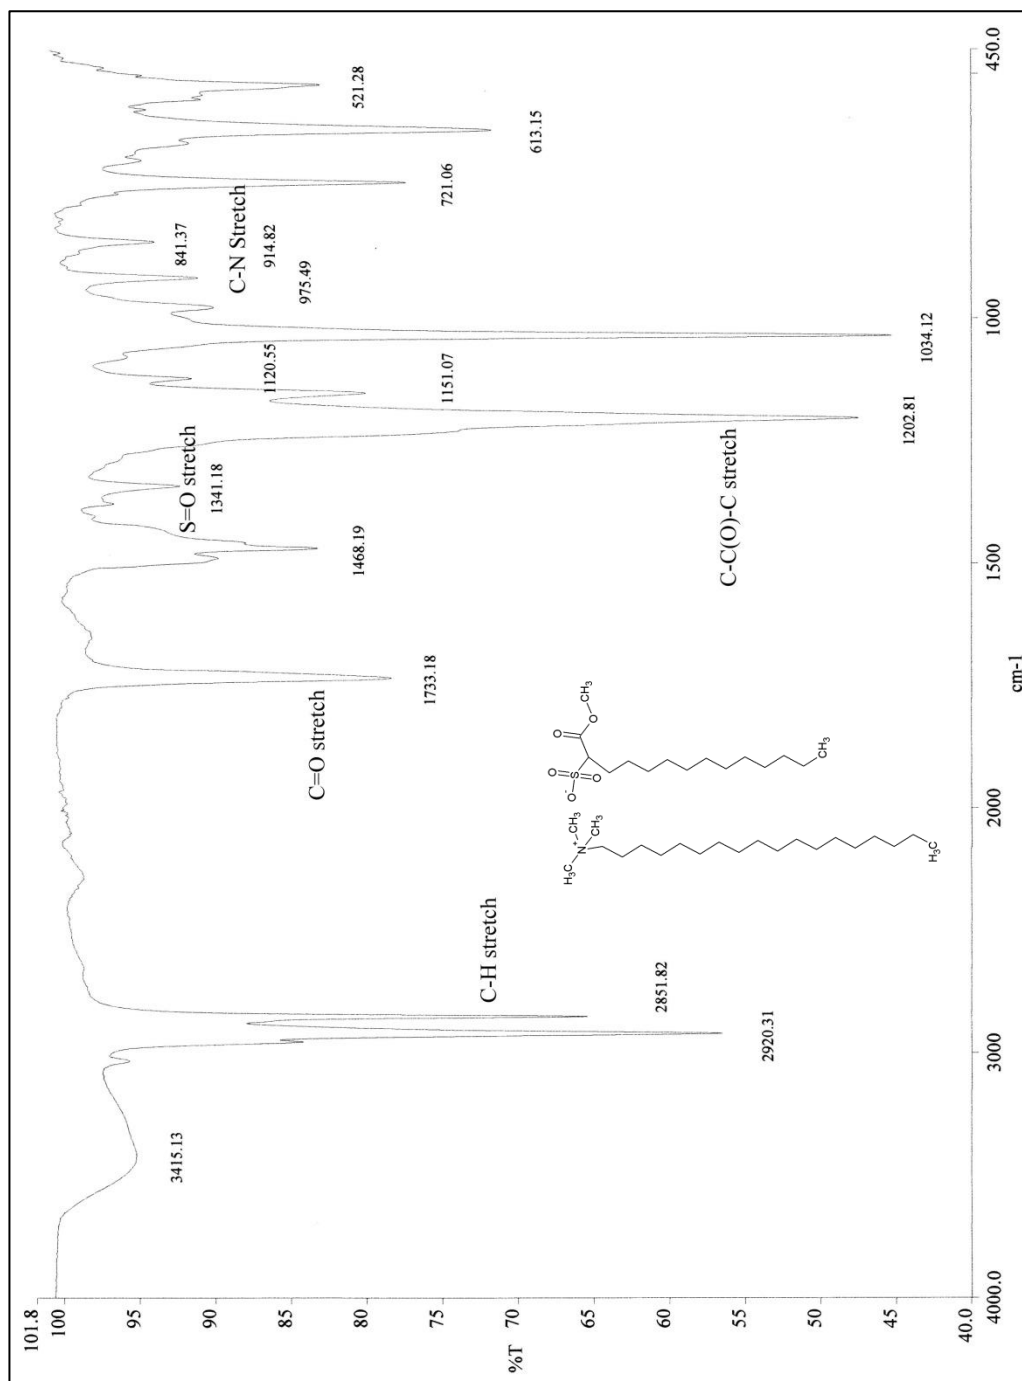 101.8
100
95
90
85
80
75
70
65
60
55
50
45
40.0
%T
4000.0
3000
2000
1500
1000
450.0
cm-1
3415.13
2920.31
2851.82
C-H stretch
1733.18
C=O stretch
1468.19
S=O stretch
1341.18
1202.81
C-C(O)-C stretch
1151.07
1120.55
1034.12
975.49
914.82
C-N Stretch
841.37
721.06
613.15
521.28
H3C
N+
CH3
CH3
H3C
O-
S
O
O
O
O
CH3
CH3